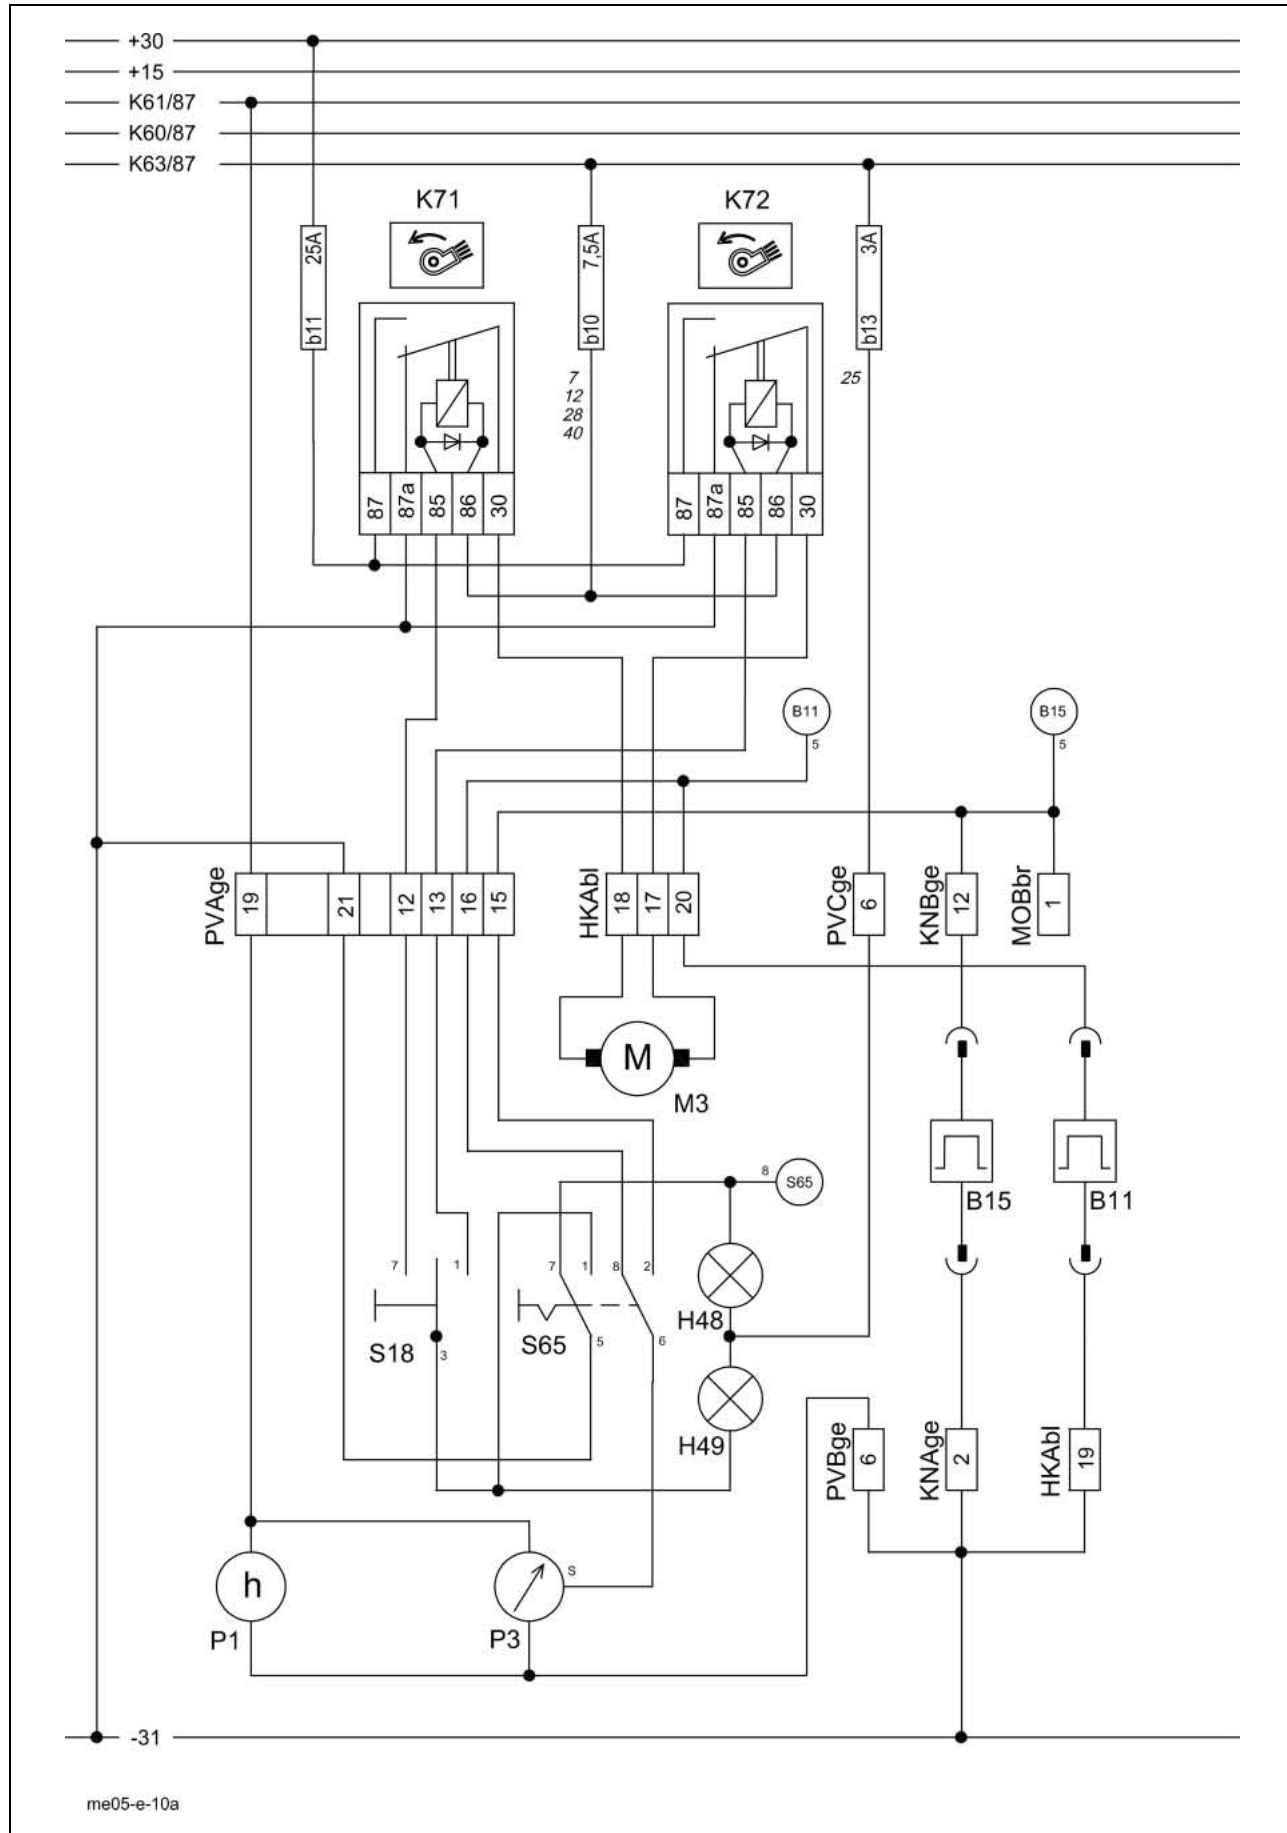 +30
+15
K61/87
K60/87
K63/87
K71
K72
25A
b11
7,5A
b10
3A
b13
7
12
28
40
25
87
87a
85
86
30
87
87a
85
86
30
B11
5
B15
5
PVAge
19
21
12
13
16
15
HKAbl
18
17
20
PVCge
6
KNBge
12
MOBbr
1
M
M3
B15
B11
8
S65
7
1
3
S18
7
1
8
2
5
6
S65
H48
H49
PVBge
6
KNAge
2
HKAbl
19
h
P1
S
P3
-31
me05-e-10a